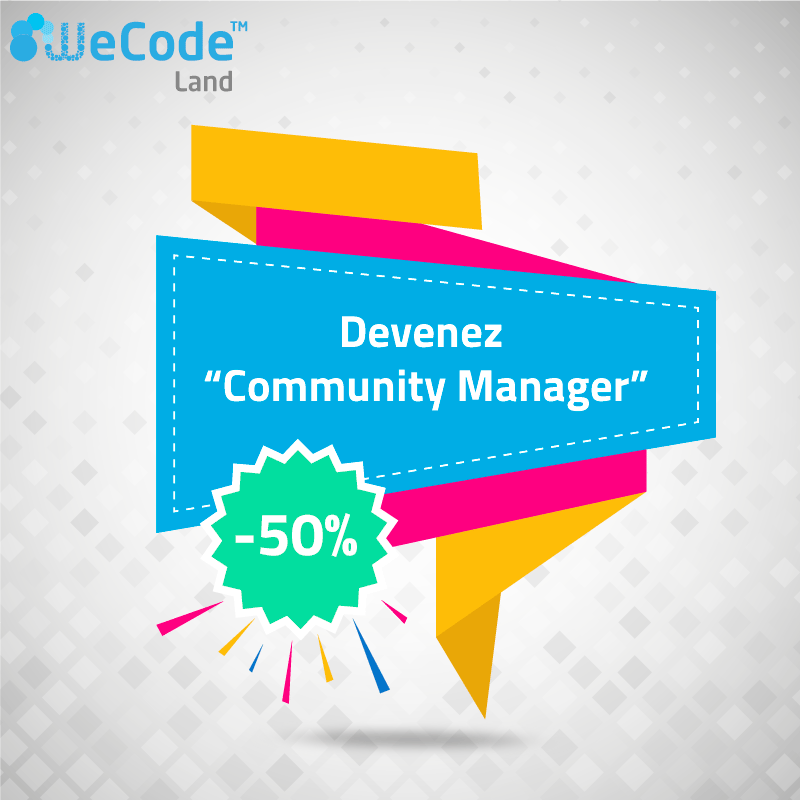 WeCode™
Land
Devenez
“Community Manager”
-50%